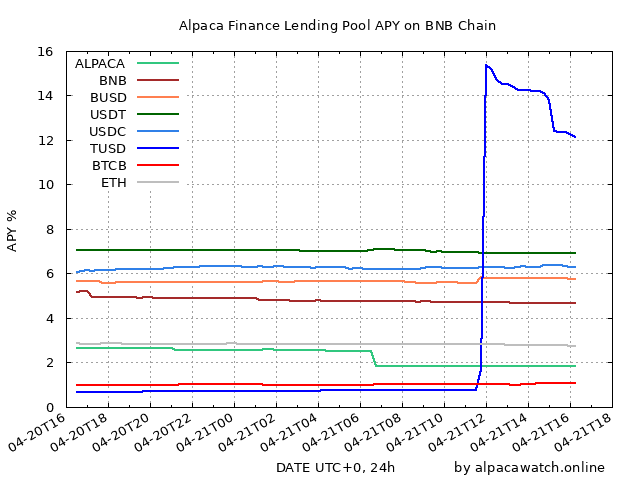 Alpaca Finance Lending Pool APY on BNB Chain
16
14
12
10
8
6
4
2
0
APY %
ALPACA
BNB
BUSD
USDT
USDC
TUSD
BTCB
ETH
04-20T16
04-20T18
04-20T20
04-20T22
04-21T00
04-21T02
04-21T04
04-21T06
04-21T08
04-21T10
04-21T12
04-21T14
04-21T16
04-21T18
DATE UTC+0, 24h
by alpacawatch.online